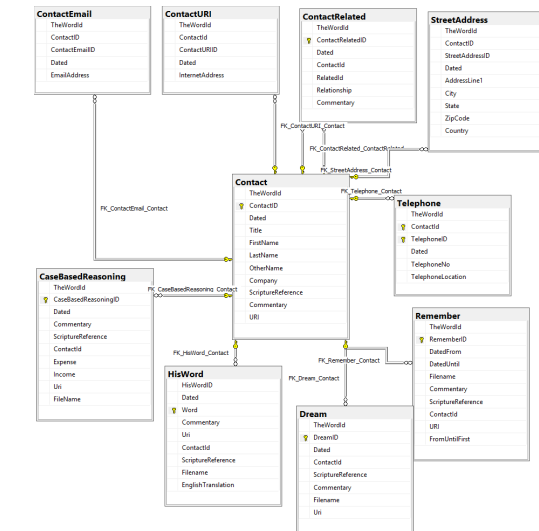 ContactEmail
TheWordId
ContactID
ContactEmailID
Dated
EmailAddress
ContactURI
TheWordId
ContactId
ContactURIID
Dated
InternetAddress
ContactRelated
TheWordId
ContactRelatedID
Dated
ContactId
RelatedId
Relationship
Commentary
StreetAddress
TheWordId
ContactID
StreetAddressID
Dated
AddressLine1
City
State
ZipCode
Country
FK_ContactURI_Contact
FK_ContactRelated_ContactRelated
FK_StreetAddress_Contact
FK_Telephone_Contact
FK_ContactEmail_Contact
Contact
TheWordId
ContactID
Dated
Title
FirstName
LastName
OtherName
Company
ScriptureReference
Commentary
URI
Telephone
TheWordId
ContactId
TelephoneID
Dated
TelephoneNo
TelephoneLocation
CaseBasedReasoning
TheWordId
CaseBasedReasoningID
Dated
Commentary
ScriptureReference
ContactId
Expense
Income
Uri
FileName
FK_CaseBasedReasoning_Contact
FK_HisWord_Contact
FK_Remember_Contact
FK_Dream_Contact
HisWord
HisWordID
Dated
Word
Commentary
Uri
ContactId
ScriptureReference
Filename
EnglishTranslation
Dream
TheWordId
DreamID
Dated
ContactId
ScriptureReference
Commentary
Filename
Uri
Remember
TheWordId
RememberID
DatedFrom
DatedUntil
Filename
Commentary
ScriptureReference
ContactId
URI
FromUntilFirst